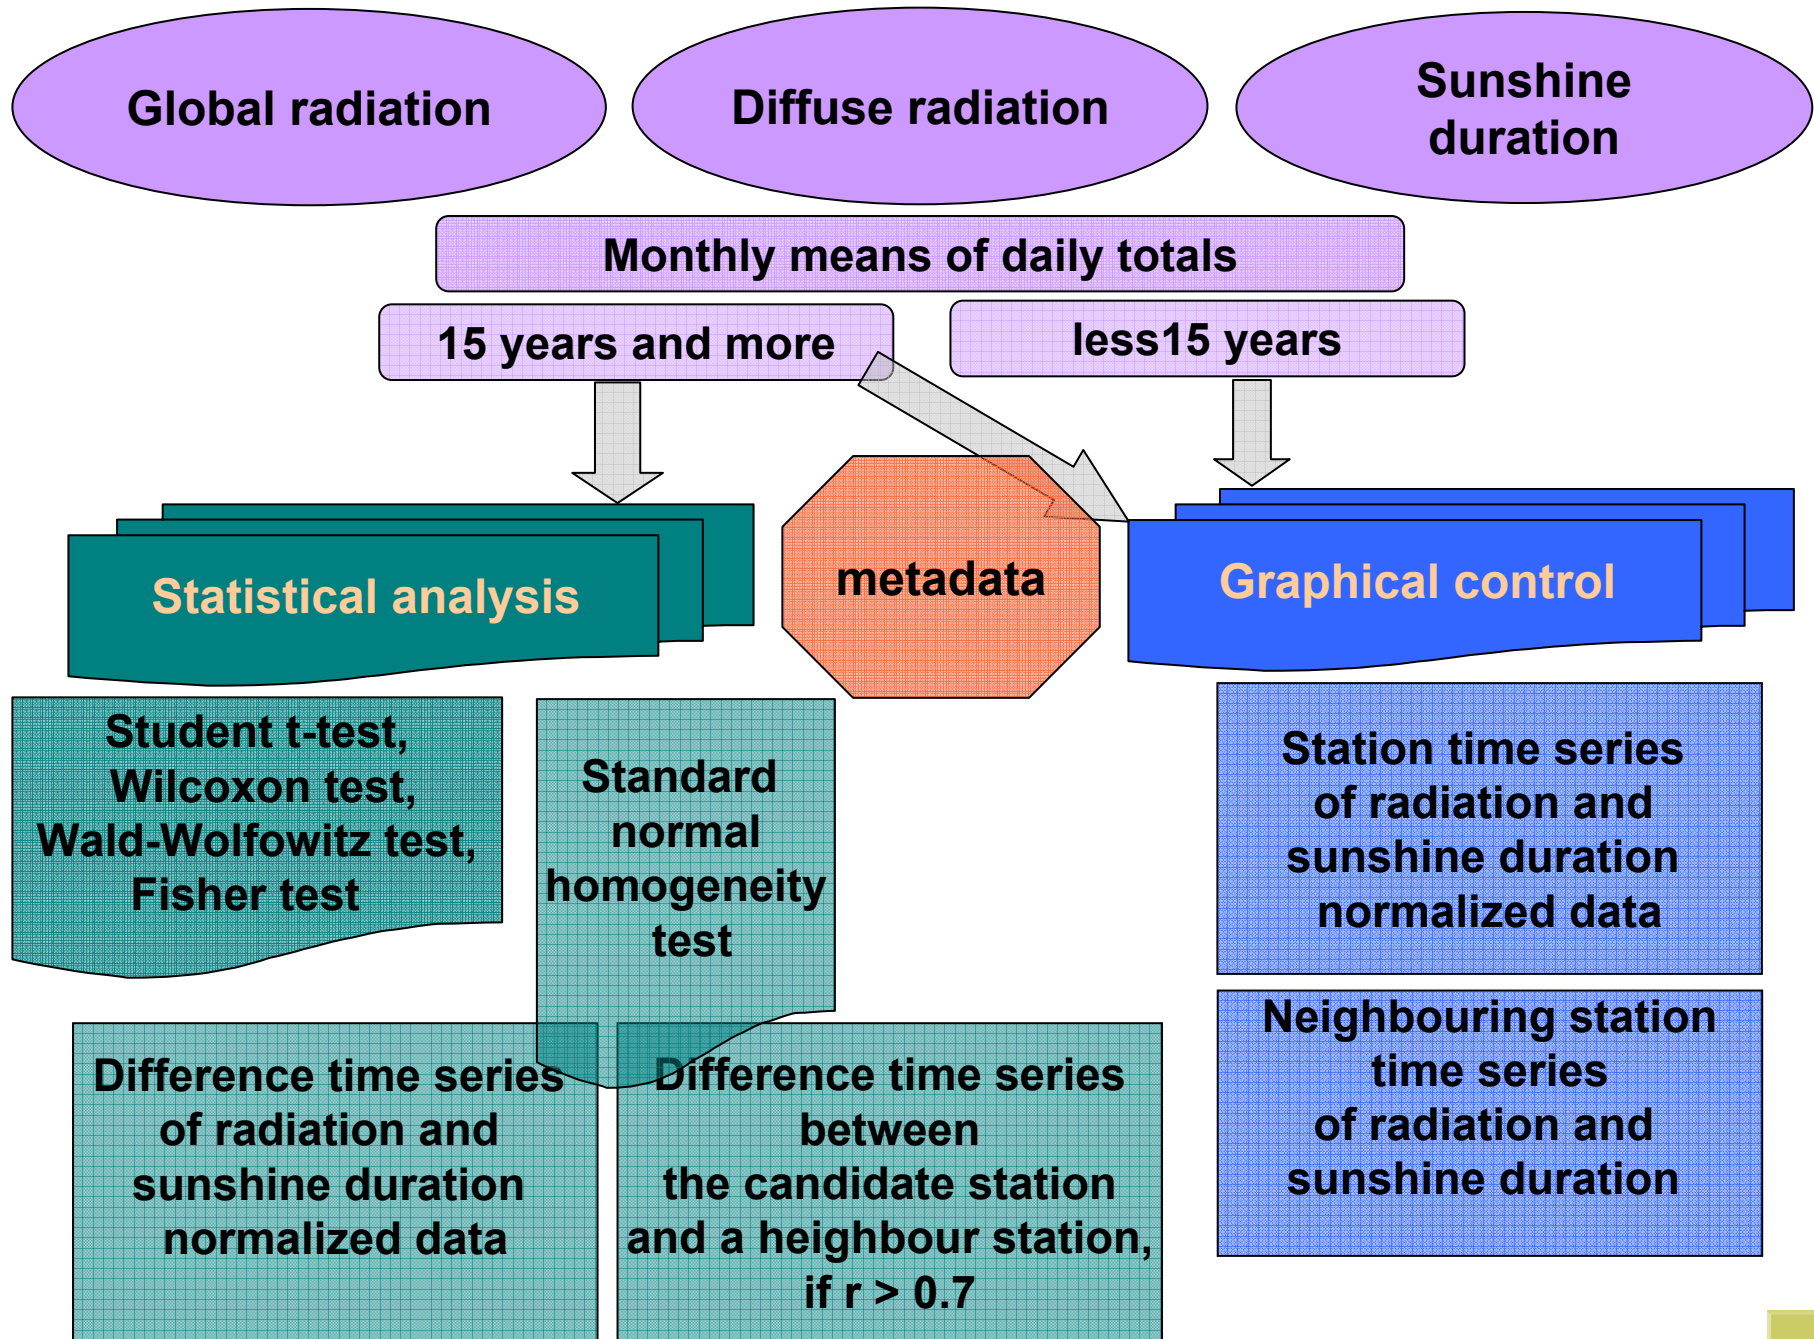 Global radiation
Diffuse radiation
Sunshine
duration
Monthly means of daily totals
15 years and more
less15 years
Statistical analysis
metadata
Graphical control
Student t-test,
Wilcoxon test,
Wald-Wolfowitz test,
Fisher test
Standard
normal
homogeneity
test
Station time series
of radiation and
sunshine duration
normalized data
Difference time series
of radiation and
sunshine duration
normalized data
Difference time series
between
the candidate station
and a heighbour station,
if r > 0.7
Neighbouring station
time series
of radiation and
sunshine duration